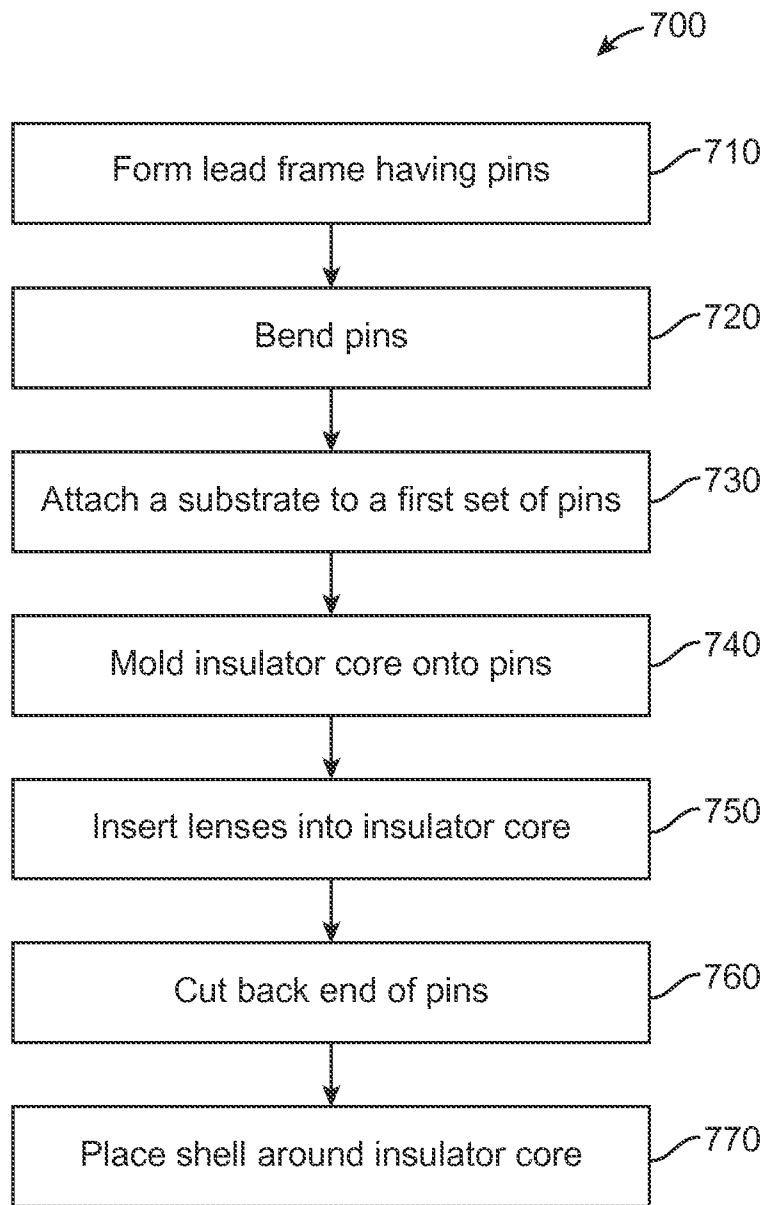 700
Form lead frame having pins
710
Bend pins
720
Attach a substrate to a first set of pins
730
Mold insulator core onto pins
740
Insert lenses into insulator core
750
Cut back end of pins
760
Place shell around insulator core
770